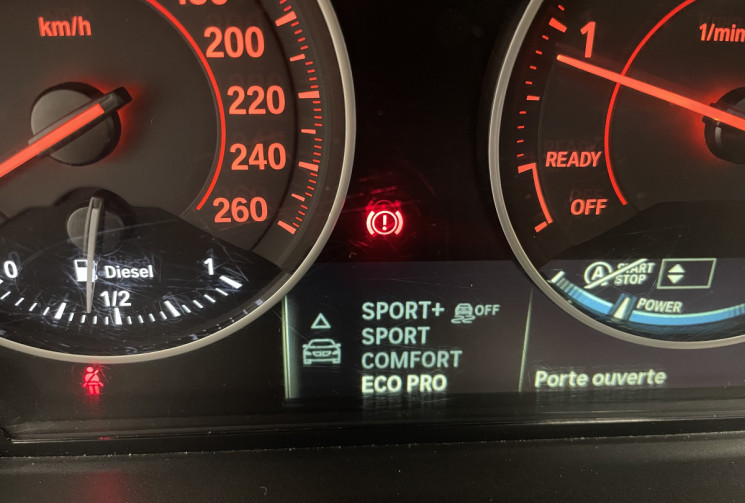 km/h
200
220
240
260
0
Diesel
1
1/2
SPORT+ OFF
SPORT
COMFORT
ECO PRO
1
1/min
READY
OFF
A START
STOP
POWER
Porte ouverte